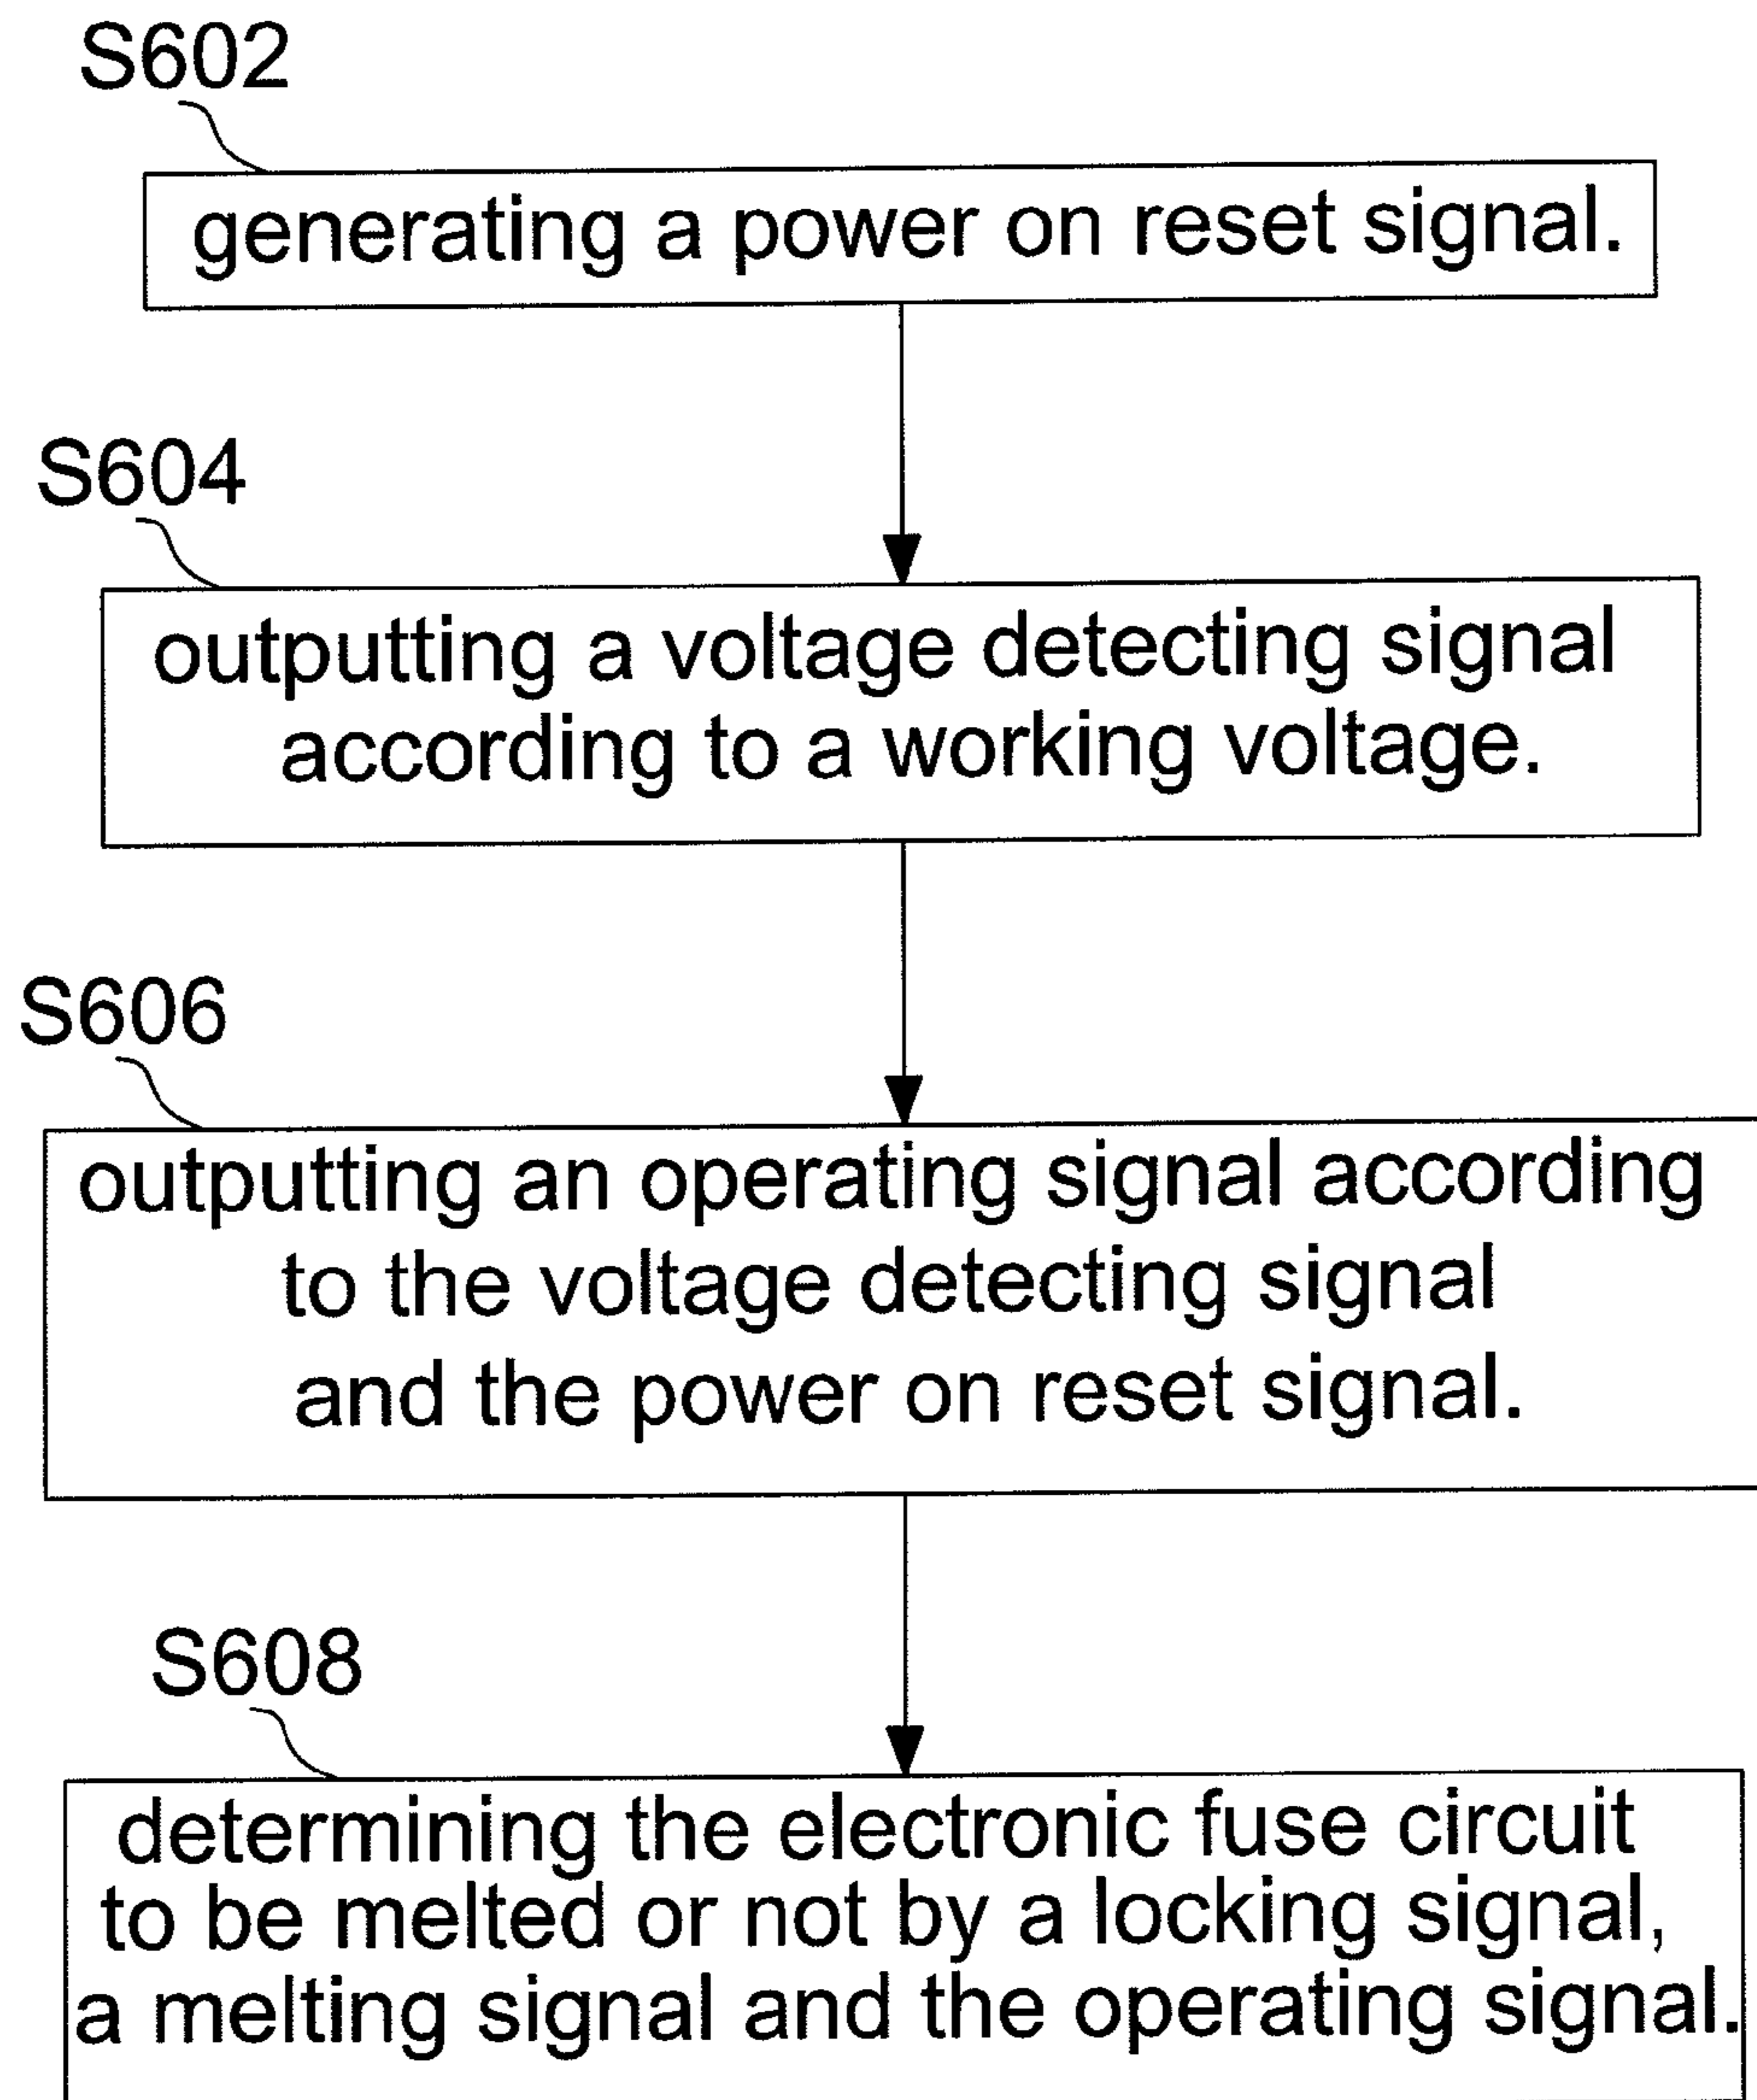 S602
generating a power on reset signal.
S604
outputting a voltage detecting signal
according to a working voltage.
S606
outputting an operating signal according
to the voltage detecting signal
and the power on reset signal.
S608
determining the electronic fuse circuit
to be melted or not by a locking signal,
a melting signal and the operating signal.